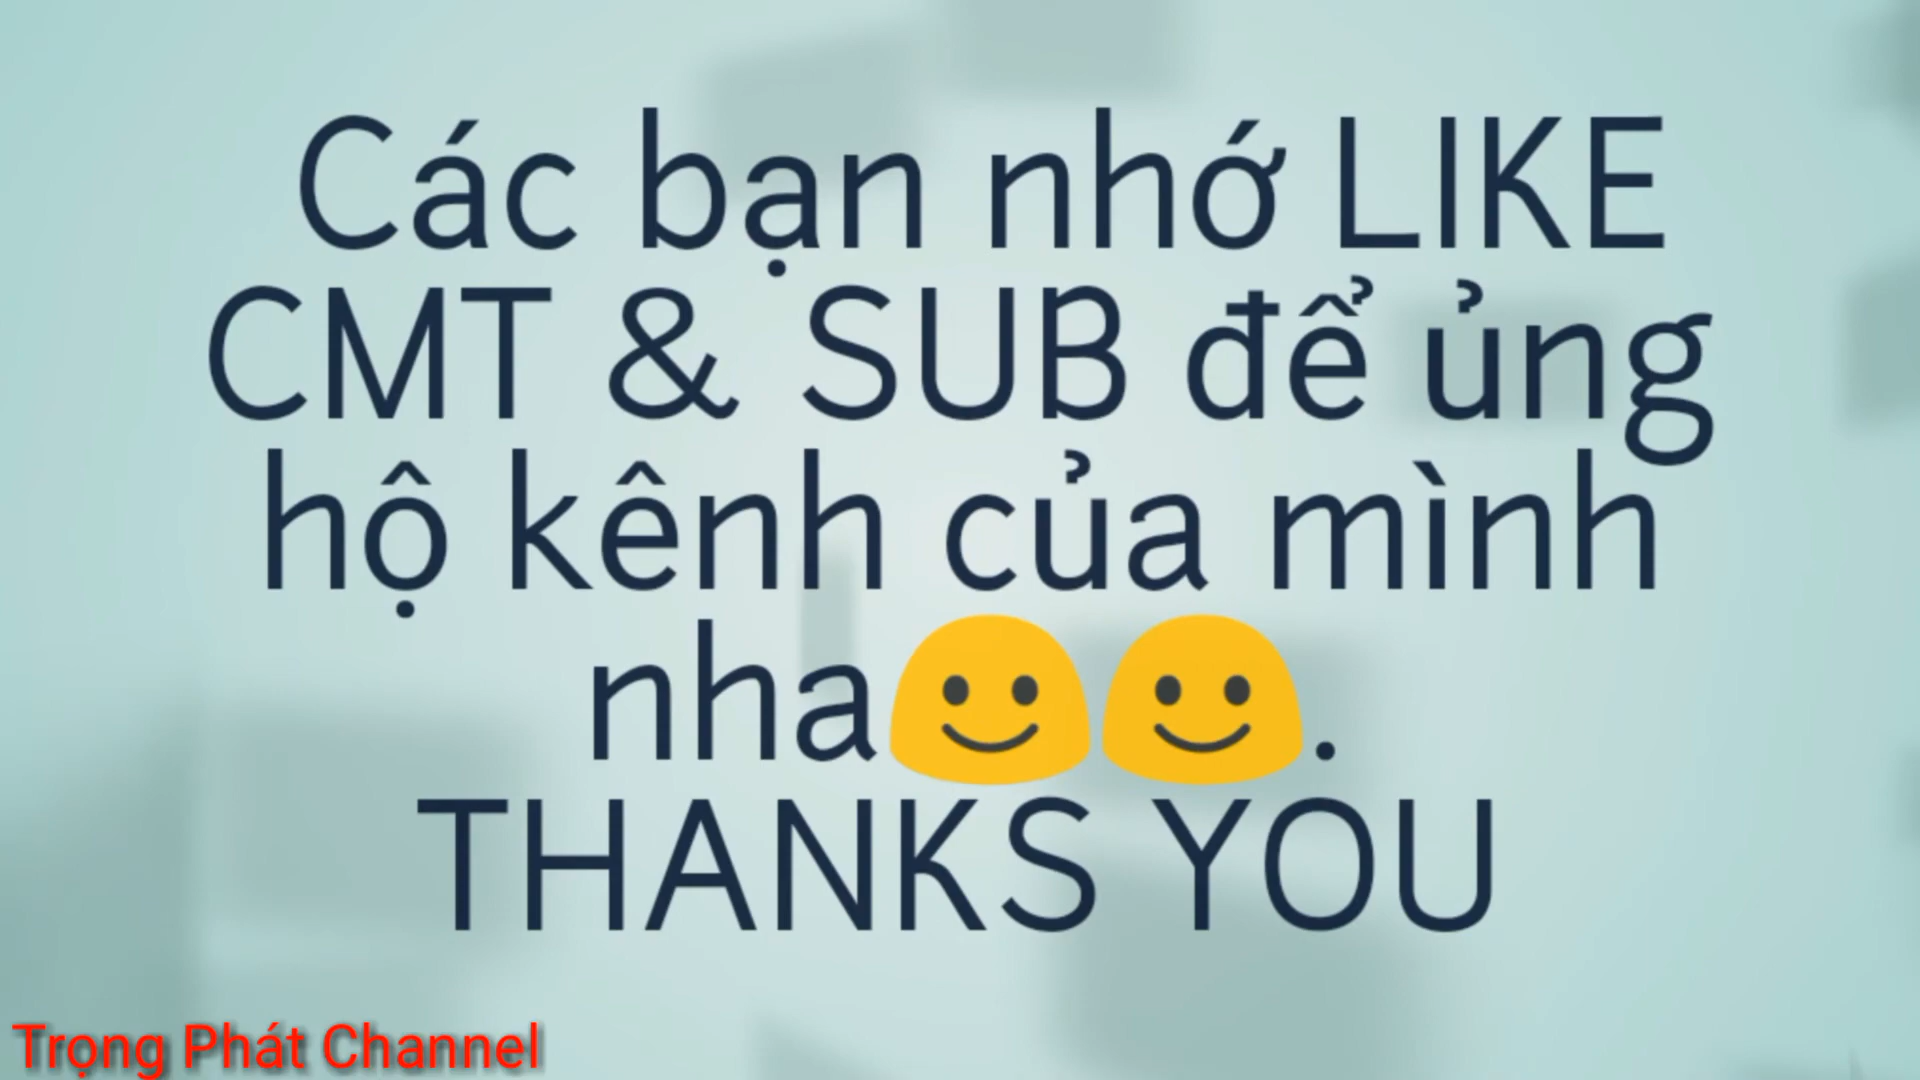 Các bạn nhớ LIKE
CMT & SUB để ủng
hộ kênh của mình
nha🙂🙂.
THANKS YOU
Trọng Phát Channel